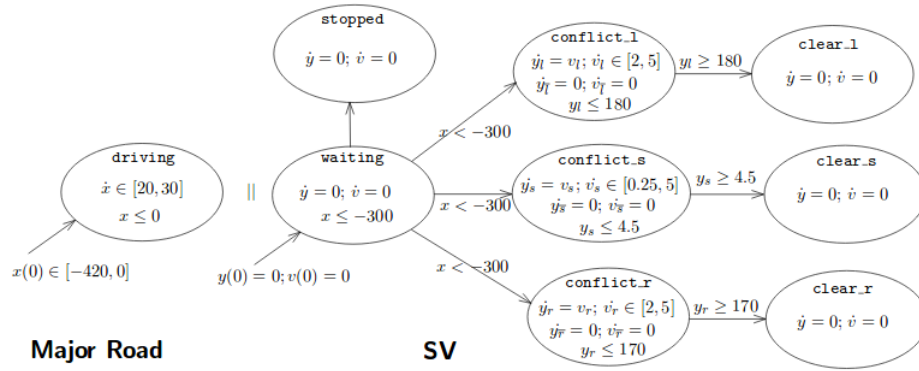 stopped
ẏ = 0; v̇ = 0
conflict_l
ẏ_l = v_l; v̇_l ∈ [2, 5]
ẏ_l̄ = 0; v̇_l̄ = 0
y_l ≤ 180
y_l ≥ 180
clear_l
ẏ = 0; v̇ = 0
x < −300
driving
ẋ ∈ [20, 30]
x ≤ 0
||
waiting
ẏ = 0; v̇ = 0
x ≤ −300
x < −300
conflict_s
ẏ_s = v_s; v̇_s ∈ [0.25, 5]
ẏ_s̄ = 0; v̇_s̄ = 0
y_s ≤ 4.5
y_s ≥ 4.5
clear_s
ẏ = 0; v̇ = 0
x(0) ∈ [−420, 0]
y(0) = 0; v(0) = 0
x < −300
conflict_r
ẏ_r = v_r; v̇_r ∈ [2, 5]
ẏ_r̄ = 0; v̇_r̄ = 0
y_r ≤ 170
y_r ≥ 170
clear_r
ẏ = 0; v̇ = 0
Major Road
SV